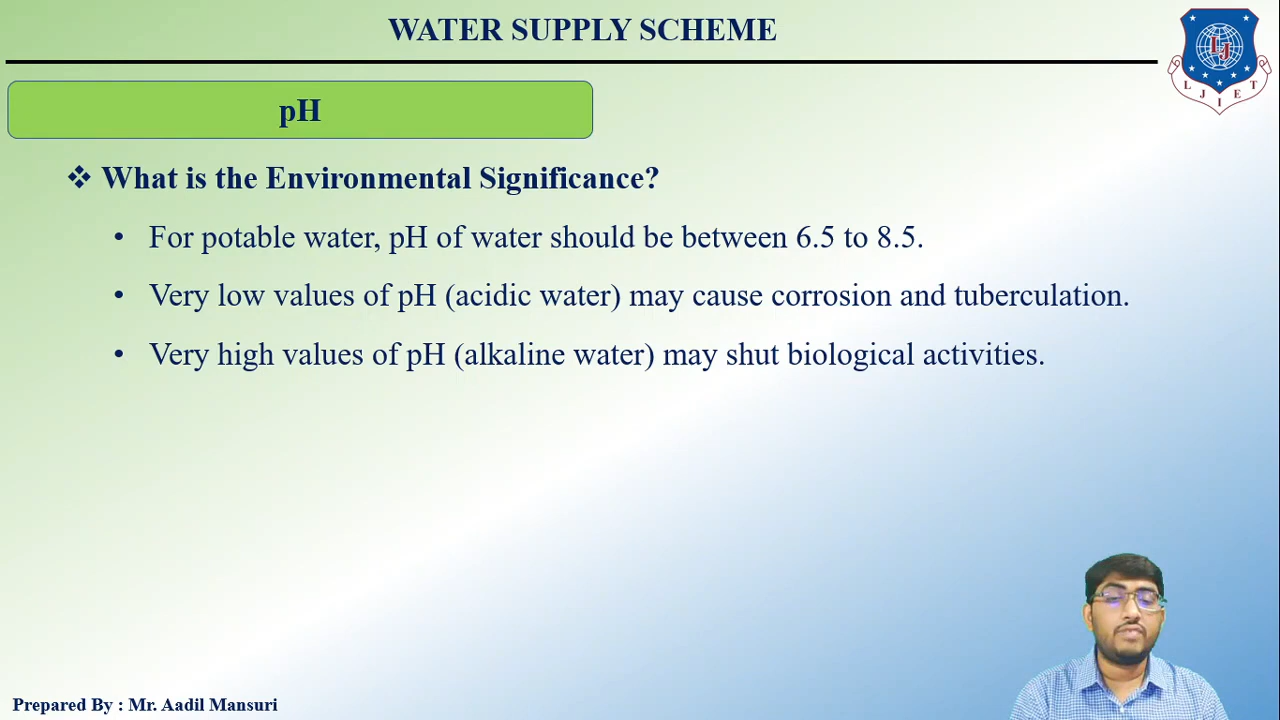 WATER SUPPLY SCHEME
LJ
L J I E T
pH
❖ What is the Environmental Significance?
• For potable water, pH of water should be between 6.5 to 8.5.
• Very low values of pH (acidic water) may cause corrosion and tuberculation.
• Very high values of pH (alkaline water) may shut biological activities.
Prepared By : Mr. Aadil Mansuri